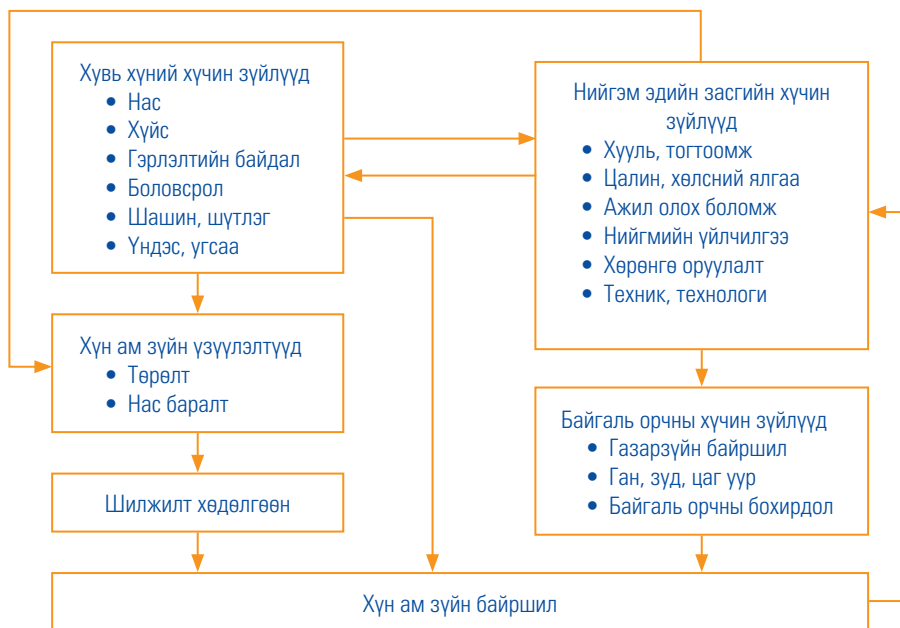 Хувь хүний хүчин зүйлүүд
• Нас
• Хүйс
• Гэрлэлтийн байдал
• Боловсрол
• Шашин, шүтлэг
• Үндэс, угсаа
Нийгэм эдийн засгийн хүчин
зүйлүүд
• Хууль, тогтоомж
• Цалин, хөлсний ялгаа
• Ажил олох боломж
• Нийгмийн үйлчилгээ
• Хөрөнгө оруулалт
• Техник, технологи
Хүн ам зүйн үзүүлэлтүүд
• Төрөлт
• Нас баралт
Байгаль орчны хүчин зүйлүүд
• Газарзүйн байршил
• Ган, зуд, цаг уур
• Байгаль орчны бохирдол
Шилжилт хөдөлгөөн
Хүн ам зүйн байршил